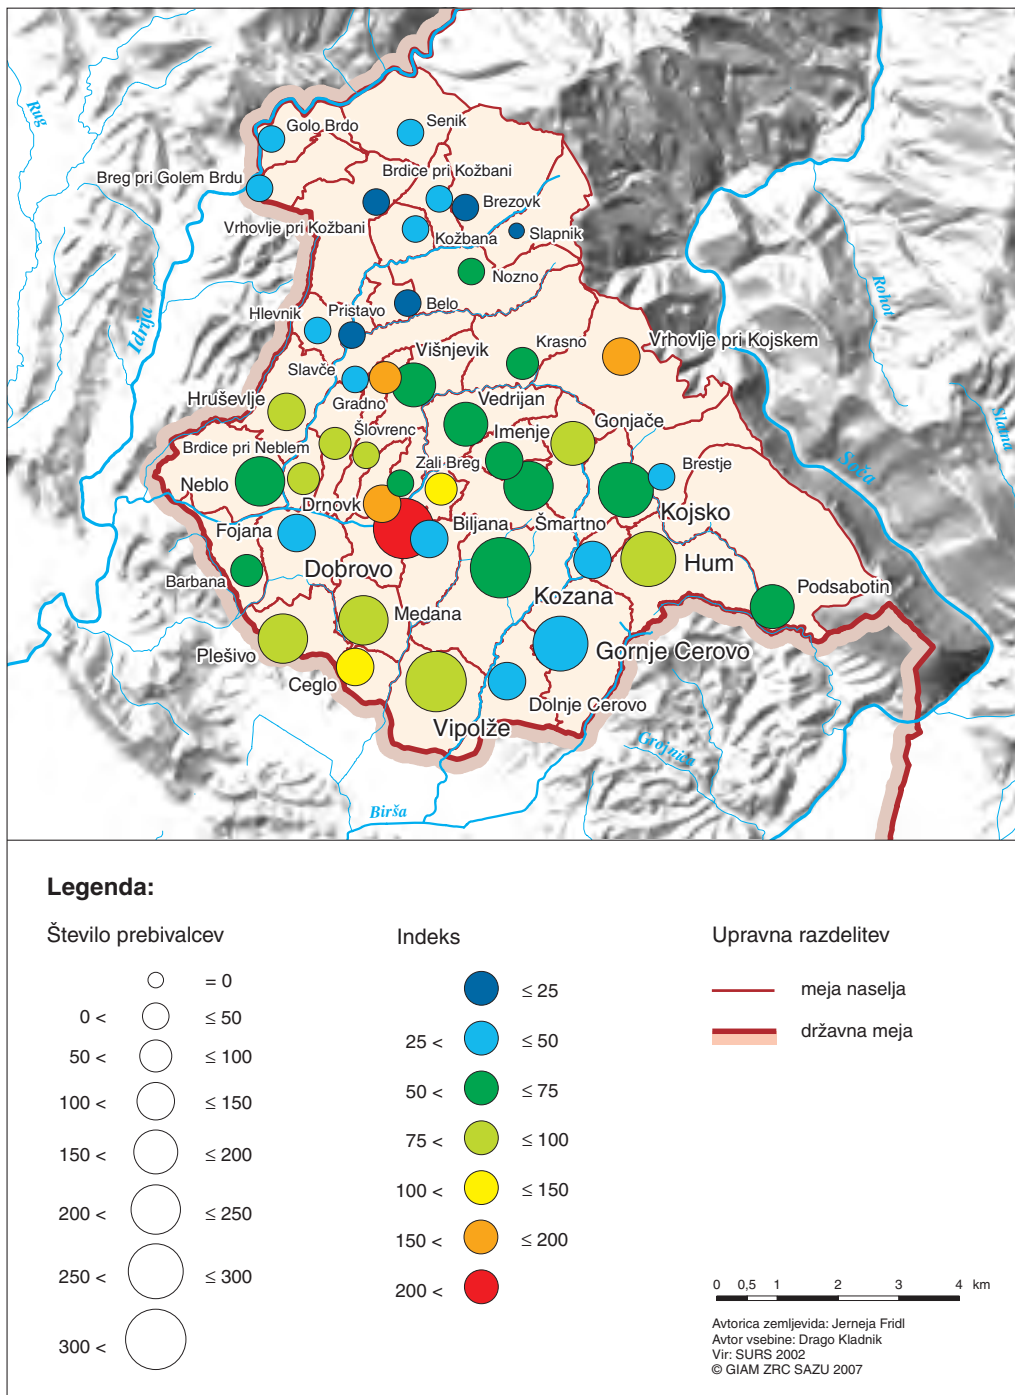 Rug
Golo Brdo
Senik
Breg pri Golem Brdu
Brdice pri Kožbani
Brezovk
Vrhovlje pri Kožbani
Kožbana
Slapnik
Nozno
Idrija
Rohot
Belo
Hlevnik
Pristavo
Krasno
Vrhovlje pri Kojskem
Višnjevik
Slavče
Hruševlje
Gradno
Vedrijan
Gonjače
Slama
Šlovrenc
Imenje
Brdice pri Neblem
Zali Breg
Brestje
Soča
Neblo
Drnovk
Kojsko
Fojana
Biljana
Šmartno
Dobrovo
Hum
Barbana
Kozana
Podsabotin
Medana
Plešivo
Gornje Cerovo
Ceglo
Dolnje Cerovo
Vipolže
Grojnica
Birša
Legenda:
Število prebivalcev
= 0
0 < ≤ 50
50 < ≤ 100
100 < ≤ 150
150 < ≤ 200
200 < ≤ 250
250 < ≤ 300
300 <
Indeks
≤ 25
25 < ≤ 50
50 < ≤ 75
75 < ≤ 100
100 < ≤ 150
150 < ≤ 200
200 <
Upravna razdelitev
meja naselja
državna meja
0 0,5 1 2 3 4 km
Avtorica zemljevida: Jerneja Fridl
Avtor vsebine: Drago Kladnik
Vir: SURS 2002
© GIAM ZRC SAZU 2007